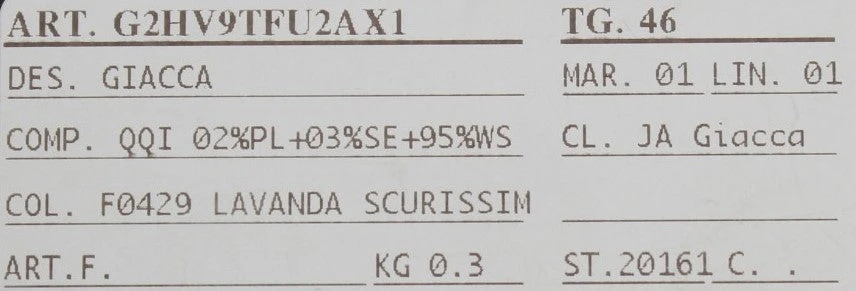 ART. G2HV9TFU2AX1 TG. 46
DES. GIACCA MAR. 01 LIN. 01
COMP. QQI 02%PL+03%SE+95%WS CL. JA Giacca
COL. F0429 LAVANDA SCURISSIM
ART.F. KG 0.3 ST.20161 C. .